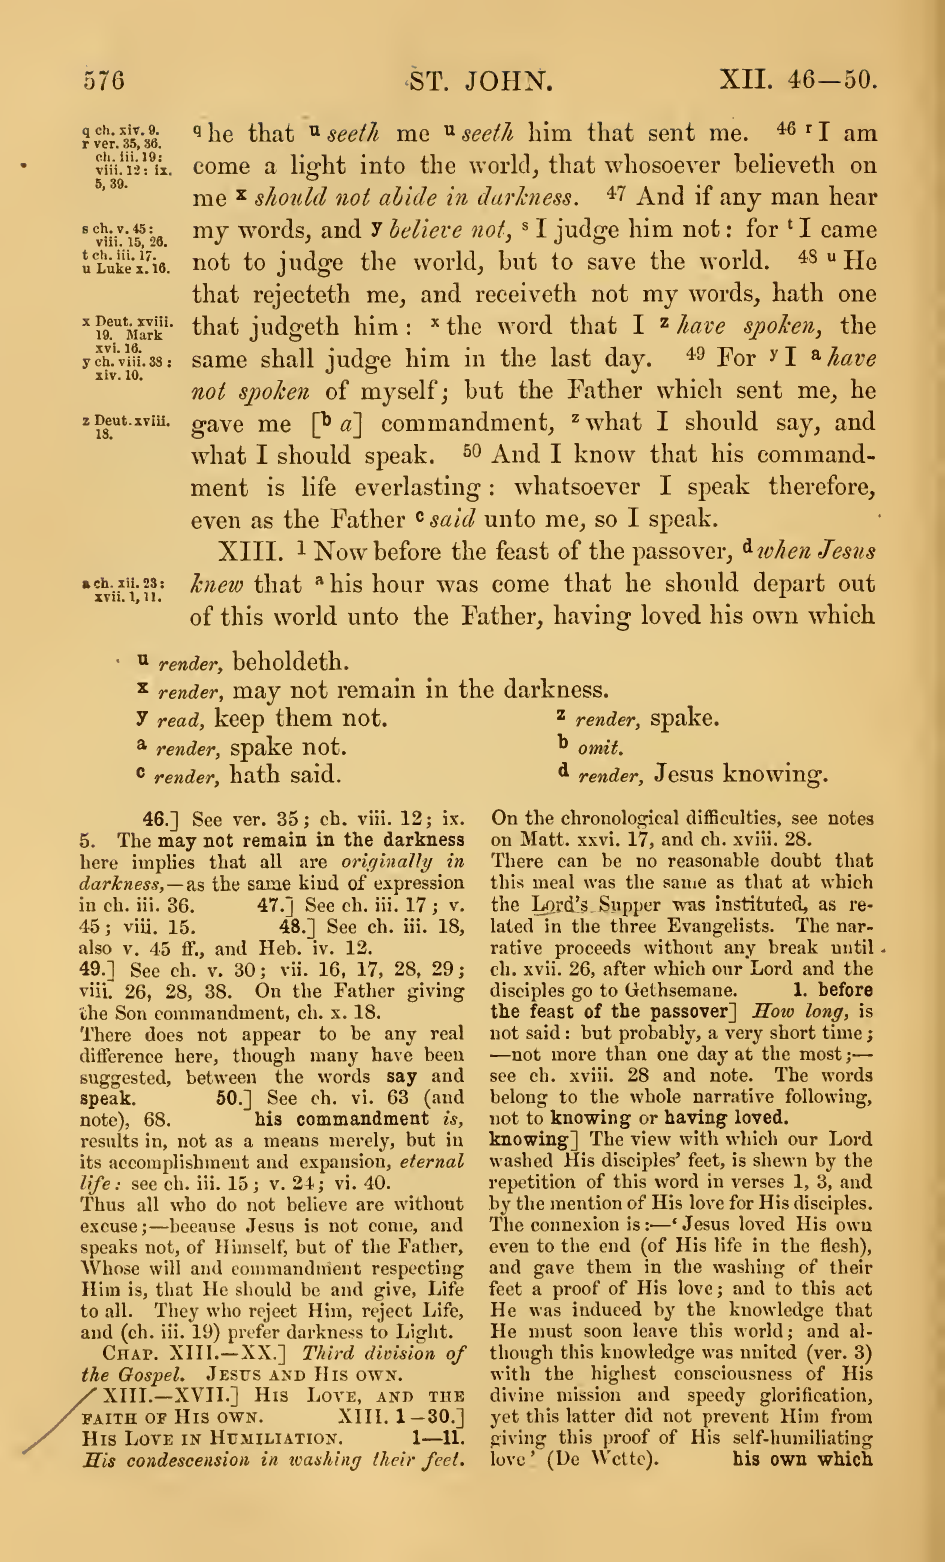 576
ST. JOHN.
XII. 46—50.
q ch. xiv. 9.
r ver. 35, 36.
ch. iii. 19:
viii. 12: ix.
5, 39.
s ch. v. 45:
viii. 15, 26.
t ch. iii. 17.
u Luke x. 16.
x Deut. xviii.
19. Mark
xvi. 16.
y ch. viii. 38:
xiv. 10.
z Deut. xviii.
18.
a ch. xii. 23:
xvii. 1, 11.
q he that u seeth me u seeth him that sent me. 46 r I am
come a light into the world, that whosoever believeth on
me x should not abide in darkness. 47 And if any man hear
my words, and y believe not, s I judge him not: for t I came
not to judge the world, but to save the world. 48 u He
that rejecteth me, and receiveth not my words, hath one
that judgeth him: x the word that I z have spoken, the
same shall judge him in the last day. 49 For y I a have
not spoken of myself; but the Father which sent me, he
gave me [b a] commandment, z what I should say, and
what I should speak. 50 And I know that his command-
ment is life everlasting: whatsoever I speak therefore,
even as the Father c said unto me, so I speak.
XIII. 1 Now before the feast of the passover, d when Jesus
knew that a his hour was come that he should depart out
of this world unto the Father, having loved his own which
u render, beholdeth.
x render, may not remain in the darkness.
y read, keep them not.
z render, spake.
a render, spake not.
b omit.
c render, hath said.
d render, Jesus knowing.
46.] See ver. 35; ch. viii. 12; ix.
5. The may not remain in the darkness
here implies that all are originally in
darkness,—as the same kind of expression
in ch. iii. 36. 47.] See ch. iii. 17; v.
45; viii. 15. 48.] See ch. iii. 18,
also v. 45 ff., and Heb. iv. 12.
49.] See ch. v. 30; vii. 16, 17, 28, 29;
viii. 26, 28, 38. On the Father giving
the Son commandment, ch. x. 18.
There does not appear to be any real
difference here, though many have been
suggested, between the words say and
speak. 50.] See ch. vi. 63 (and
note), 68. his commandment is,
results in, not as a means merely, but in
its accomplishment and expansion, eternal
life: see ch. iii. 15; v. 24; vi. 40.
Thus all who do not believe are without
excuse;—because Jesus is not come, and
speaks not, of Himself, but of the Father,
Whose will and commandment respecting
Him is, that He should be and give, Life
to all. They who reject Him, reject Life,
and (ch. iii. 19) prefer darkness to Light.
CHAP. XIII.—XX.] Third division of
the Gospel. JESUS AND HIS OWN.
XIII.—XVII.] HIS LOVE, AND THE
FAITH OF HIS OWN. XIII. 1—30.]
HIS LOVE IN HUMILIATION. 1—11.
His condescension in washing their feet.
On the chronological difficulties, see notes
on Matt. xxvi. 17, and ch. xviii. 28.
There can be no reasonable doubt that
this meal was the same as that at which
the Lord's Supper was instituted, as re-
lated in the three Evangelists. The nar-
rative proceeds without any break until
ch. xvii. 26, after which our Lord and the
disciples go to Gethsemane. 1. before
the feast of the passover] How long, is
not said: but probably, a very short time;
—not more than one day at the most;—
see ch. xviii. 28 and note. The words
belong to the whole narrative following,
not to knowing or having loved.
knowing] The view with which our Lord
washed His disciples' feet, is shewn by the
repetition of this word in verses 1, 3, and
by the mention of His love for His disciples.
The connexion is:—'Jesus loved His own
even to the end (of His life in the flesh),
and gave them in the washing of their
feet a proof of His love; and to this act
He was induced by the knowledge that
He must soon leave this world; and al-
though this knowledge was united (ver. 3)
with the highest consciousness of His
divine mission and speedy glorification,
yet this latter did not prevent Him from
giving this proof of His self-humiliating
love' (De Wette). his own which